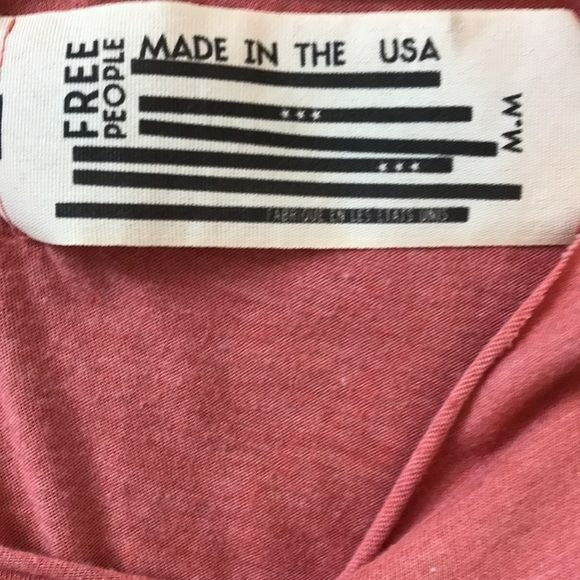 FREE
PEOPLE
MADE IN THE USA
M.M
FABRIQUE EN LES ETATS UNIS